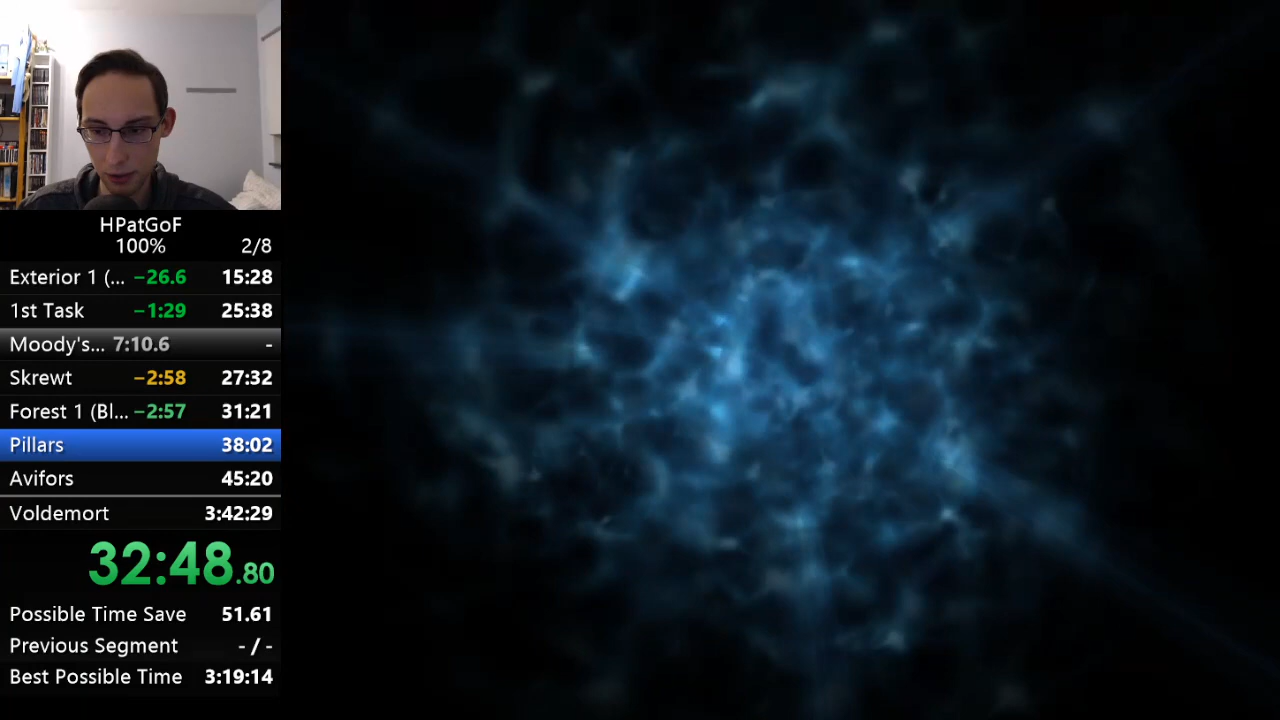 HPatGoF
100% 2/8
Exterior 1 (... −26.6 15:28
1st Task −1:29 25:38
Moody's... 7:10.6 -
Skrewt −2:58 27:32
Forest 1 (Bl... −2:57 31:21
Pillars 38:02
Avifors 45:20
Voldemort 3:42:29
32:48.80
Possible Time Save 51.61
Previous Segment - / -
Best Possible Time 3:19:14